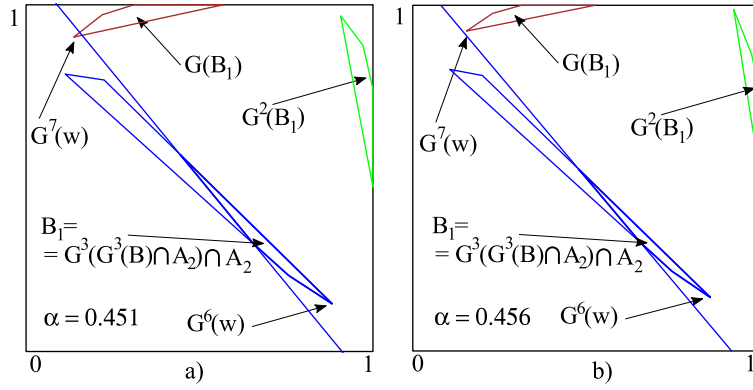 1
G(B₁)
G²(B₁)
G⁷(w)
B₁=
= G³(G³(B)∩A₂)∩A₂
α = 0.451
G⁶(w)
0
a)
1
1
G(B₁)
G²(B₁)
G⁷(w)
B₁=
= G³(G³(B)∩A₂)∩A₂
α = 0.456
G⁶(w)
0
b)
1